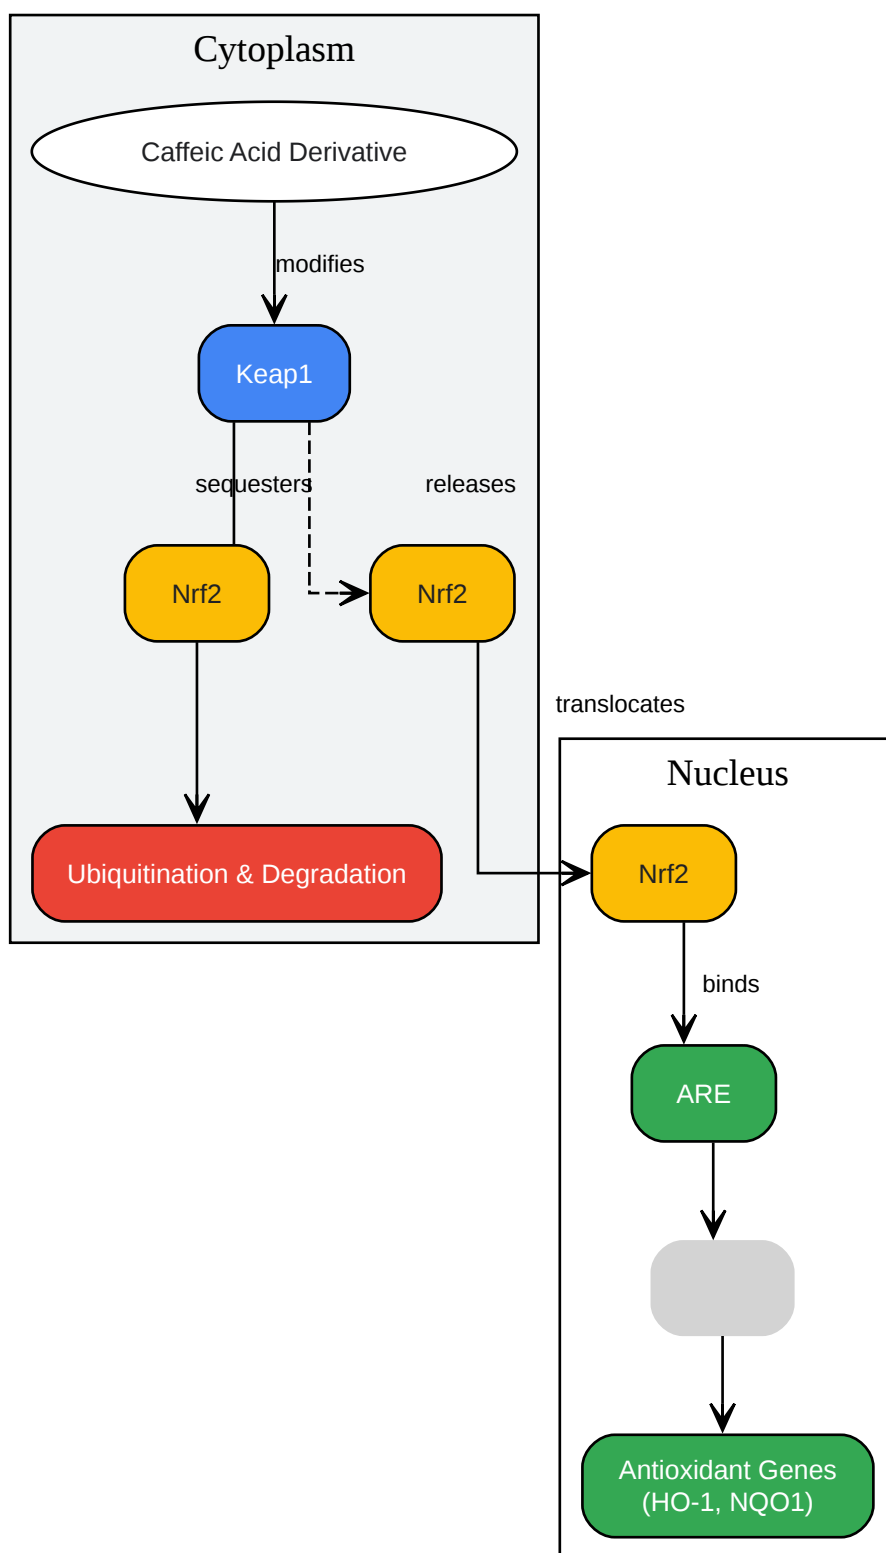 Cytoplasm
Caffeic Acid Derivative
modifies
Keap1
sequesters
releases
Nrf2
Nrf2
translocates
Nucleus
Ubiquitination & Degradation
Nrf2
binds
ARE
Antioxidant Genes
(HO-1, NQO1)